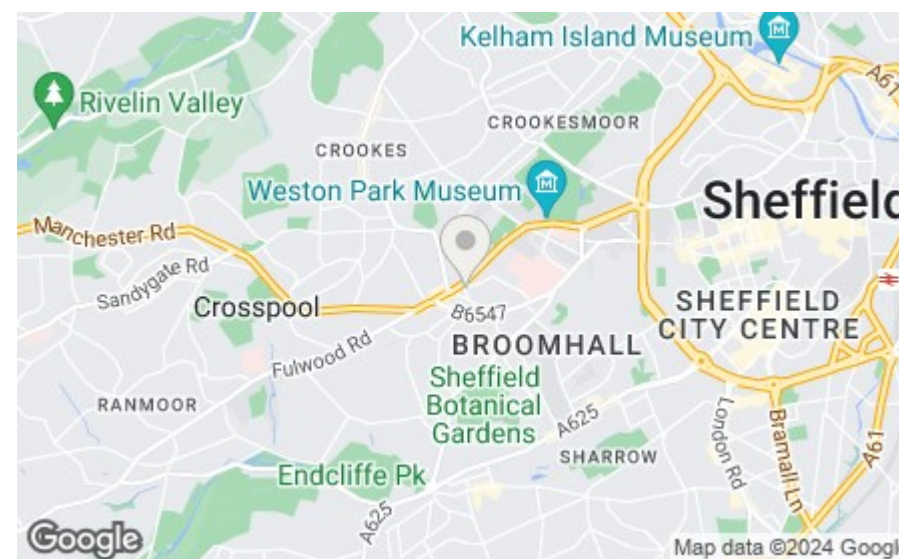 Kelham Island Museum
A61
Rivelin Valley
CROOKESMOOR
CROOKES
Weston Park Museum
Sheffield
Manchester Rd
Sandygate Rd
Crosspool
B6547
SHEFFIELD
CITY CENTRE
Fulwood Rd
BROOMHALL
Sheffield
Botanical
Gardens
RANMOOR
A625
London Rd
Bramall Ln
A61
SHARROW
Endcliffe Pk
A625
Google
Map data ©2024 Googl